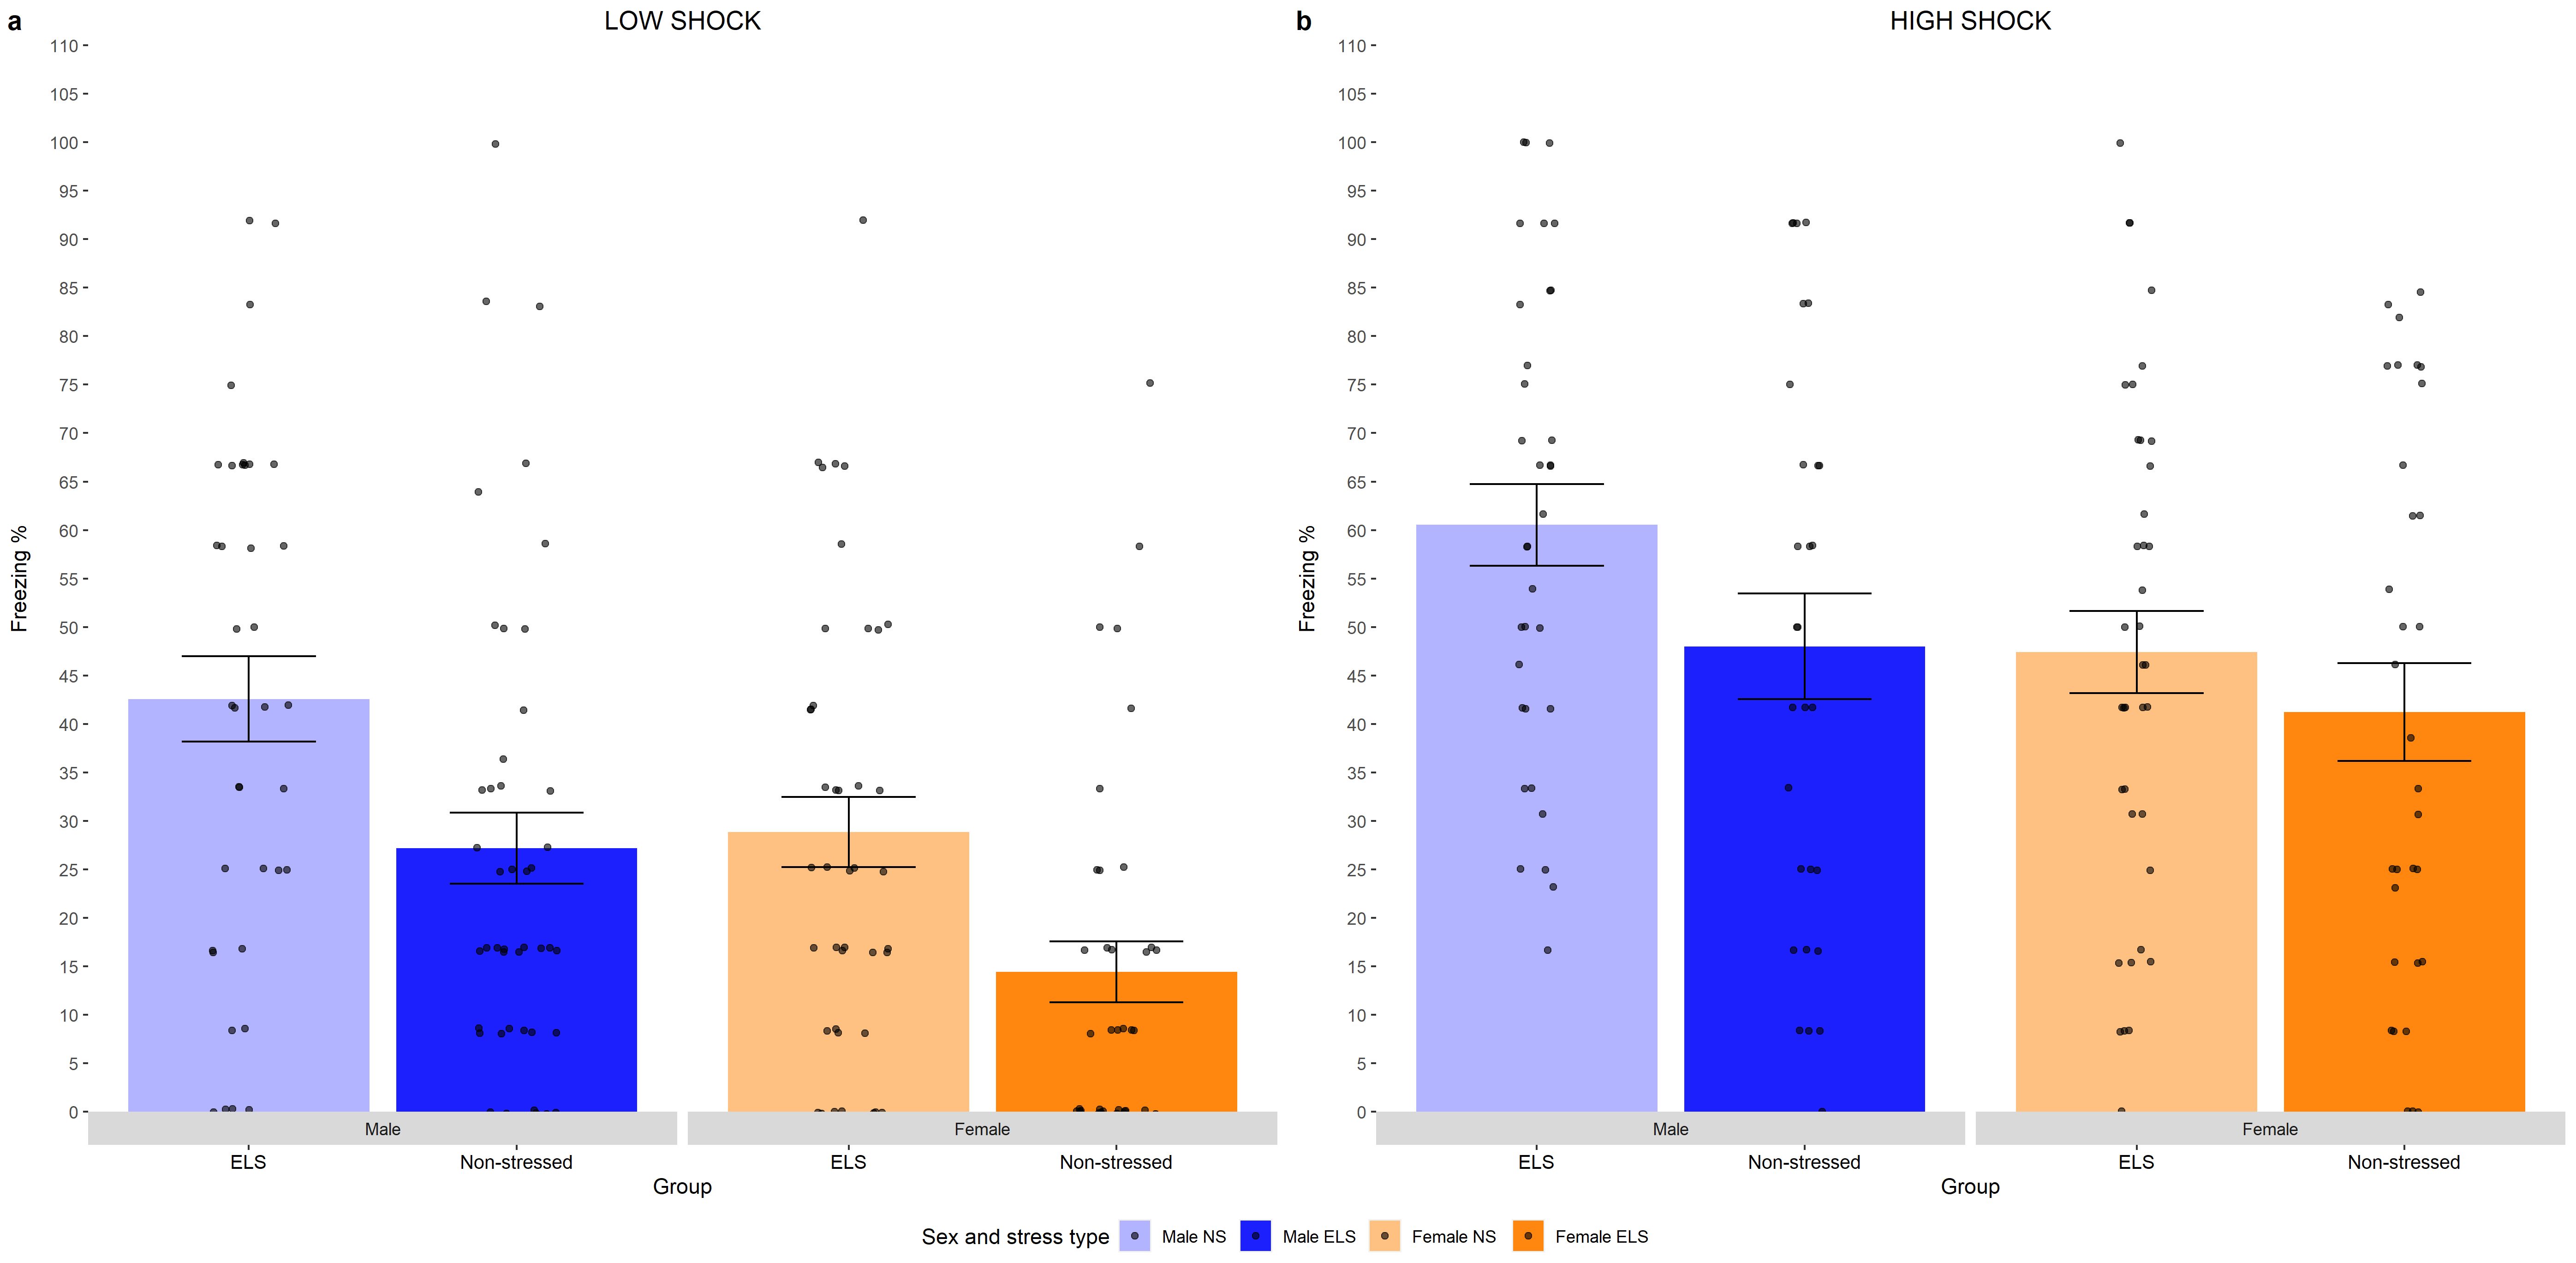 a
LOW SHOCK
110
105
100
95
90
85
80
75
70
65
60
55
50
45
40
35
30
25
20
15
10
5
0
Freezing %
Male
Female
ELS
Non-stressed
ELS
Non-stressed
Group
b
HIGH SHOCK
110
105
100
95
90
85
80
75
70
65
60
55
50
45
40
35
30
25
20
15
10
5
0
Freezing %
Male
Female
ELS
Non-stressed
ELS
Non-stressed
Group
Sex and stress type Male NS Male ELS Female NS Female ELS